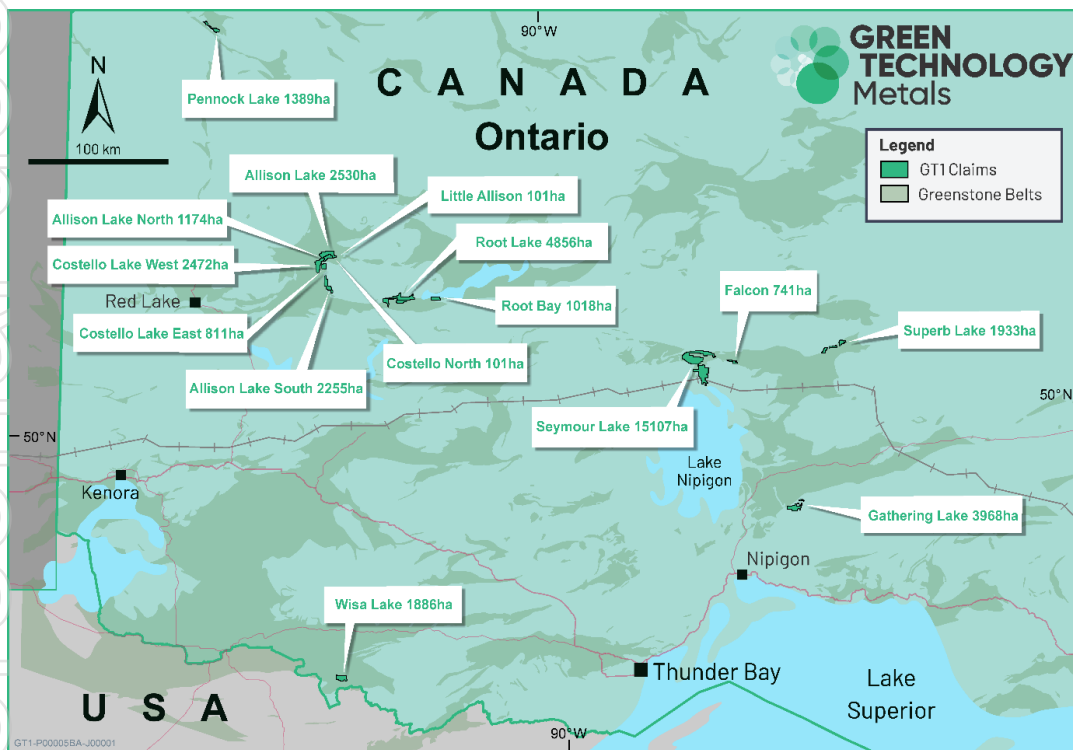 90°W
GREEN
TECHNOLOGY
Metals
N
100 km
CANADA
Ontario
Pennock Lake 1389ha
Legend
GT1 Claims
Greenstone Belts
Allison Lake 2530ha
Little Allison 101ha
Allison Lake North 1174ha
Root Lake 4856ha
Costello Lake West 2472ha
Red Lake
Root Bay 1018ha
Falcon 741ha
Costello Lake East 811ha
Superb Lake 1933ha
Costello North 101ha
Allison Lake South 2255ha
50°N
Seymour Lake 15107ha
50°N
Lake
Nipigon
Kenora
Gathering Lake 3968ha
Nipigon
Wisa Lake 1886ha
Thunder Bay
Lake
Superior
USA
90°W
GT1-P00005BA-J00001